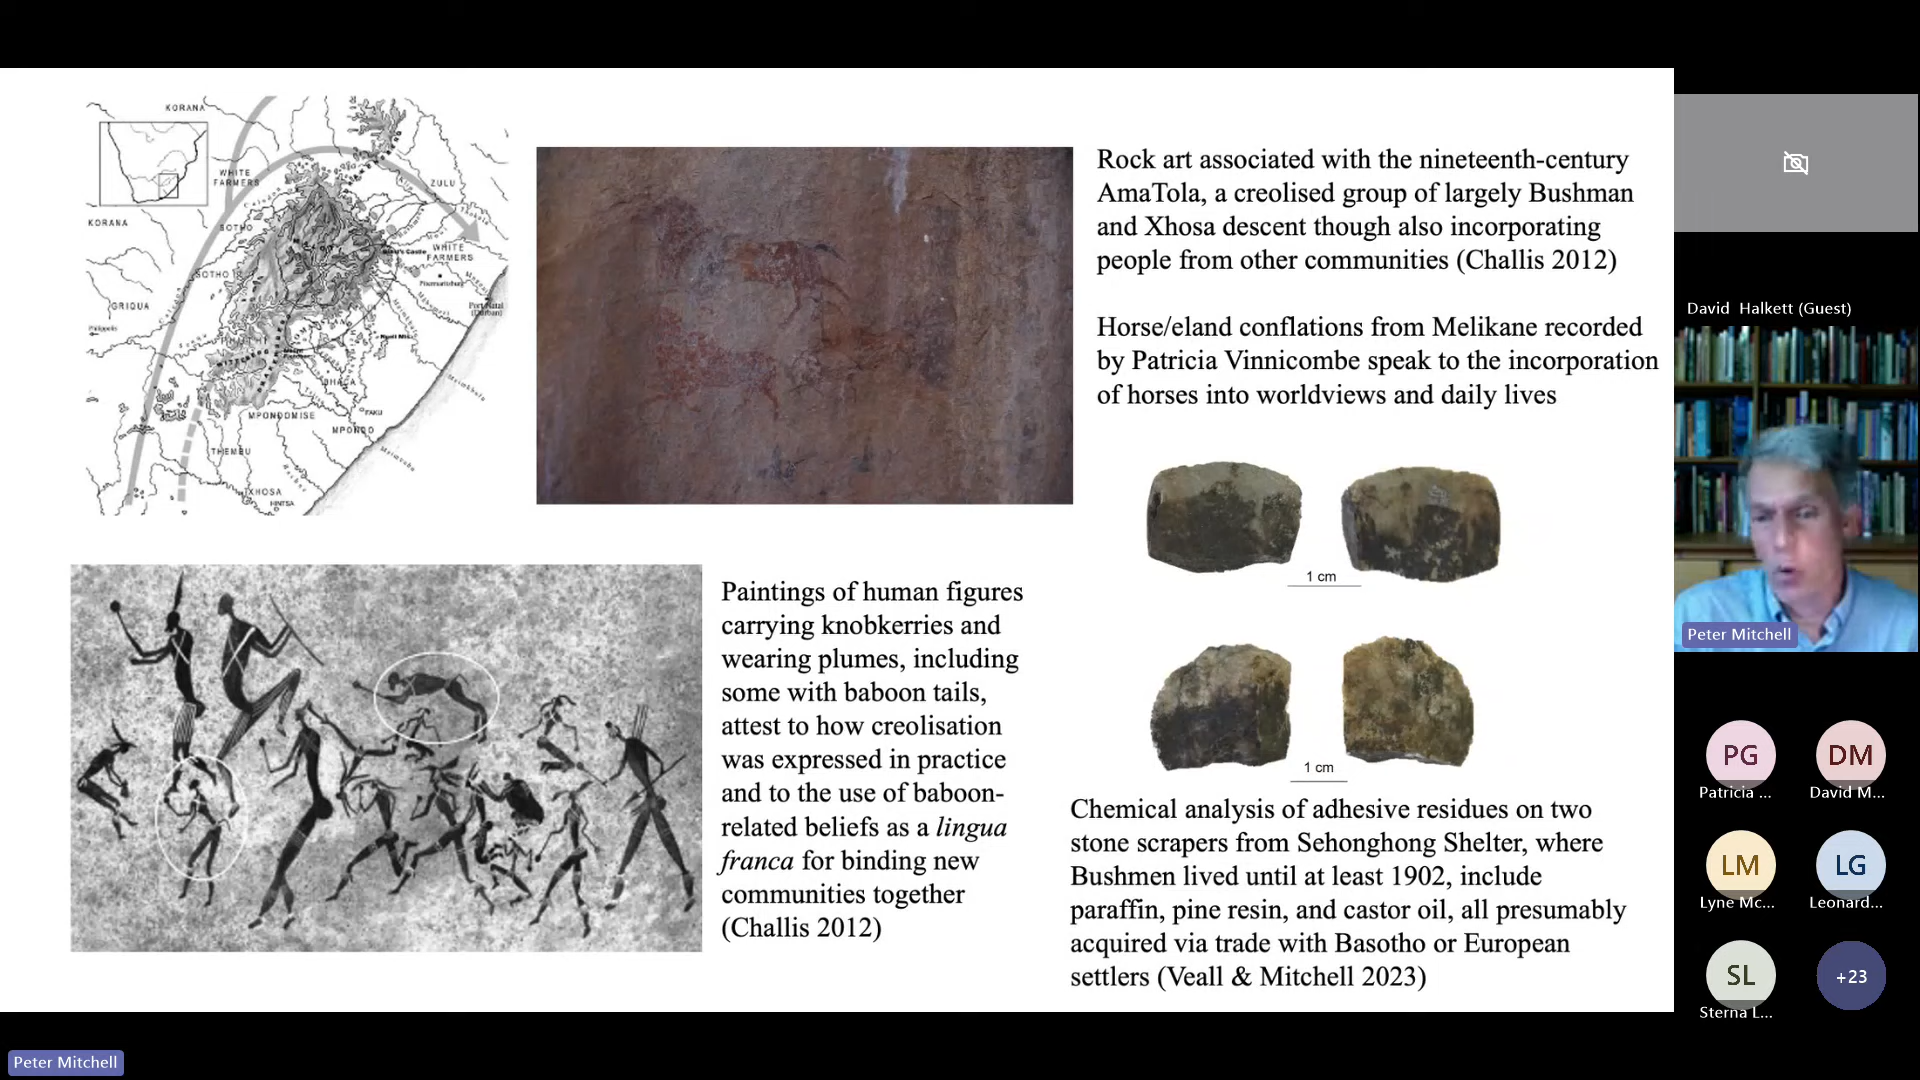 KORANA
WHITE
FARMERS
ZULU
KORANA
SOTHO
WHITE
FARMERS
SOTHO
GRIQUA
Port Natal
(Durban)
Philippolis
BHACA
MPONDOMISE
FAKU
MPONDO
THEMBU
XHOSA
HINTSA
Rock art associated with the nineteenth-century
AmaTola, a creolised group of largely Bushman
and Xhosa descent though also incorporating
people from other communities (Challis 2012)
Horse/eland conflations from Melikane recorded
by Patricia Vinnicombe speak to the incorporation
of horses into worldviews and daily lives
1 cm
1 cm
Paintings of human figures
carrying knobkerries and
wearing plumes, including
some with baboon tails,
attest to how creolisation
was expressed in practice
and to the use of baboon-
related beliefs as a lingua
franca for binding new
communities together
(Challis 2012)
Chemical analysis of adhesive residues on two
stone scrapers from Sehonghong Shelter, where
Bushmen lived until at least 1902, include
paraffin, pine resin, and castor oil, all presumably
acquired via trade with Basotho or European
settlers (Veall & Mitchell 2023)
David Halkett (Guest)
Peter Mitchell
PG
Patricia ...
DM
David M...
LM
Lyne Mc...
LG
Leonard...
SL
Sterna L...
+23
Peter Mitchell